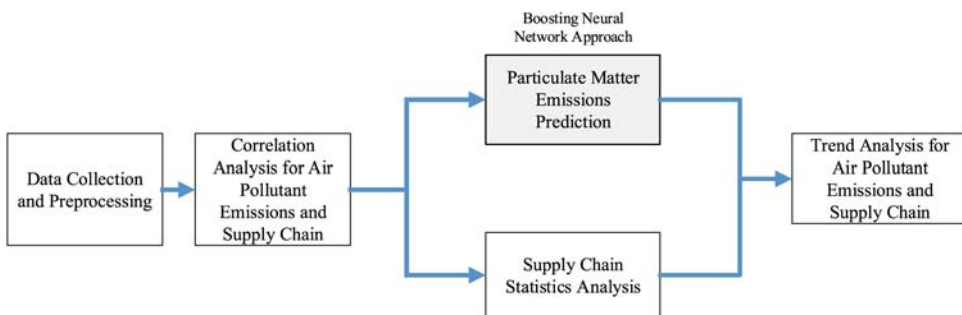 Data Collection
and Preprocessing
Correlation
Analysis for Air
Pollutant
Emissions and
Supply Chain
Boosting Neural
Network Approach
Particulate Matter
Emissions
Prediction
Supply Chain
Statistics Analysis
Trend Analysis for
Air Pollutant
Emissions and
Supply Chain